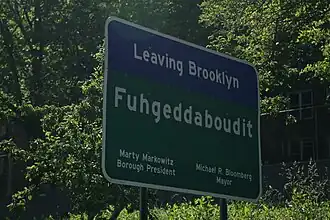 Leaving Brooklyn
Fuhgeddaboudit
Marty Markowitz
Borough President
Michael R. Bloomberg
Mayor